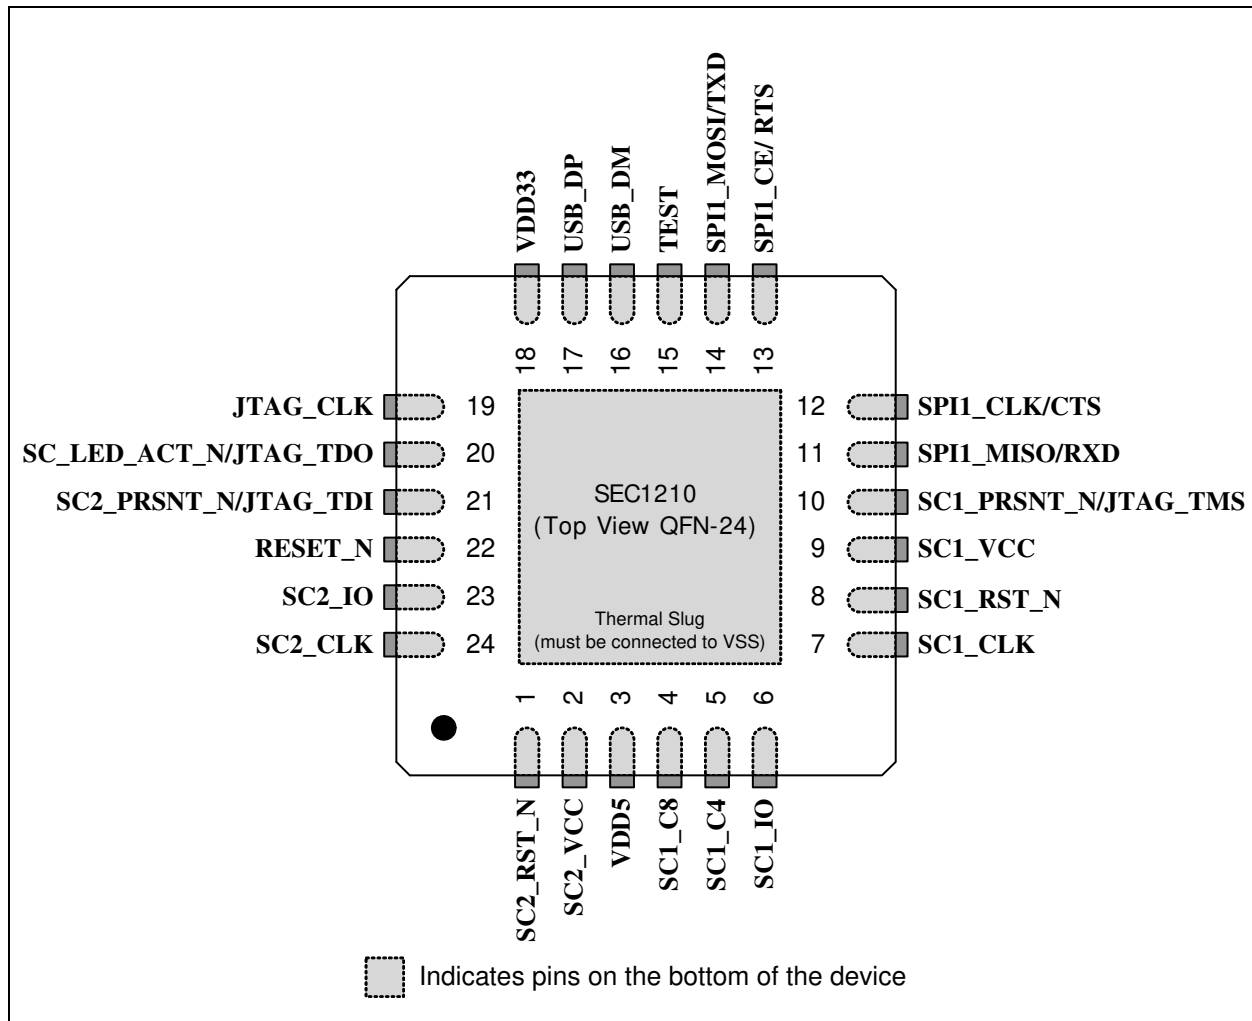 VDD33
USB_DP
USB_DM
TEST
SPI1_MOSI/TXD
SPI1_CE/ RTS
18
17
16
15
14
13
JTAG_CLK 19
SC_LED_ACT_N/JTAG_TDO 20
SC2_PRSNT_N/JTAG_TDI 21
RESET_N 22
SC2_IO 23
SC2_CLK 24
SEC1210
(Top View QFN-24)
Thermal Slug
(must be connected to VSS)
12 SPI1_CLK/CTS
11 SPI1_MISO/RXD
10 SC1_PRSNT_N/JTAG_TMS
9 SC1_VCC
8 SC1_RST_N
7 SC1_CLK
1
2
3
4
5
6
SC2_RST_N
SC2_VCC
VDD5
SC1_C8
SC1_C4
SC1_IO
Indicates pins on the bottom of the device